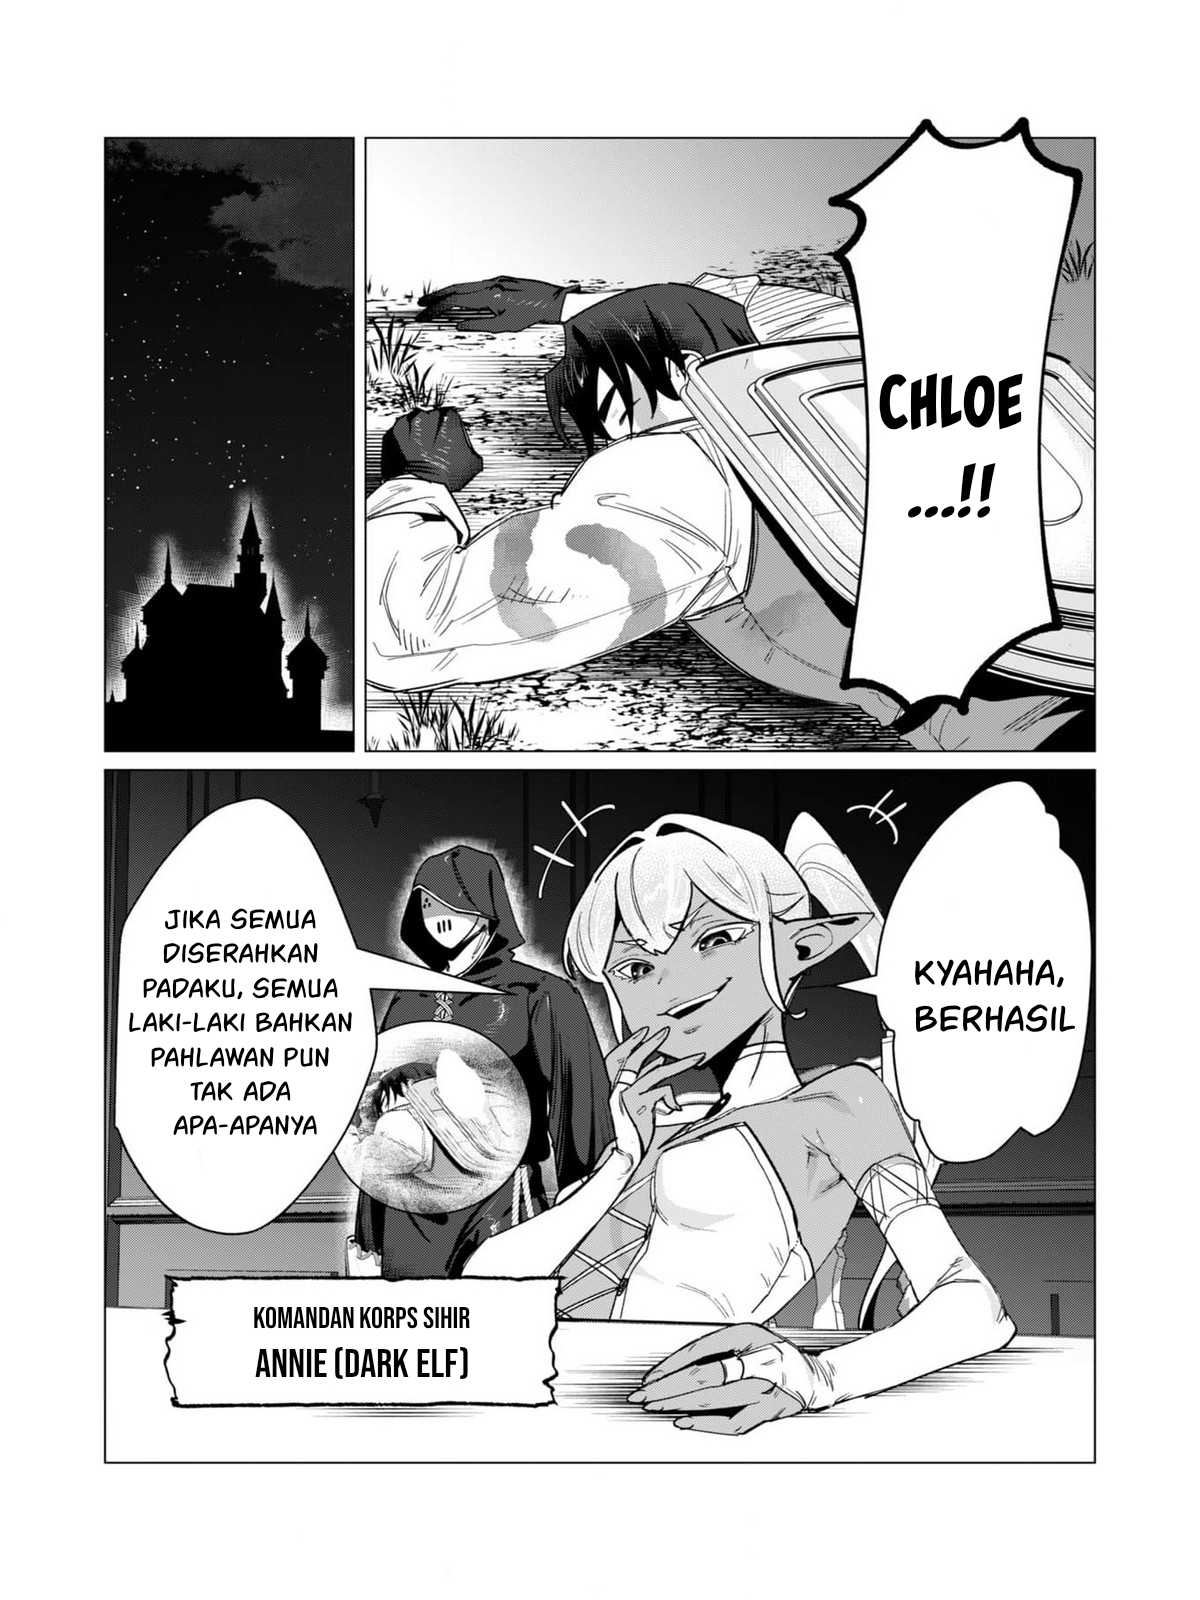 CHLOE
...!!
KYAHAHA,
BERHASIL
JIKA SEMUA
DISERAHKAN
PADAKU, SEMUA
LAKI-LAKI BAHKAN
PAHLAWAN PUN
TAK ADA
APA-APANYA
KOMANDAN KORPS SIHIR
ANNIE (DARK ELF)